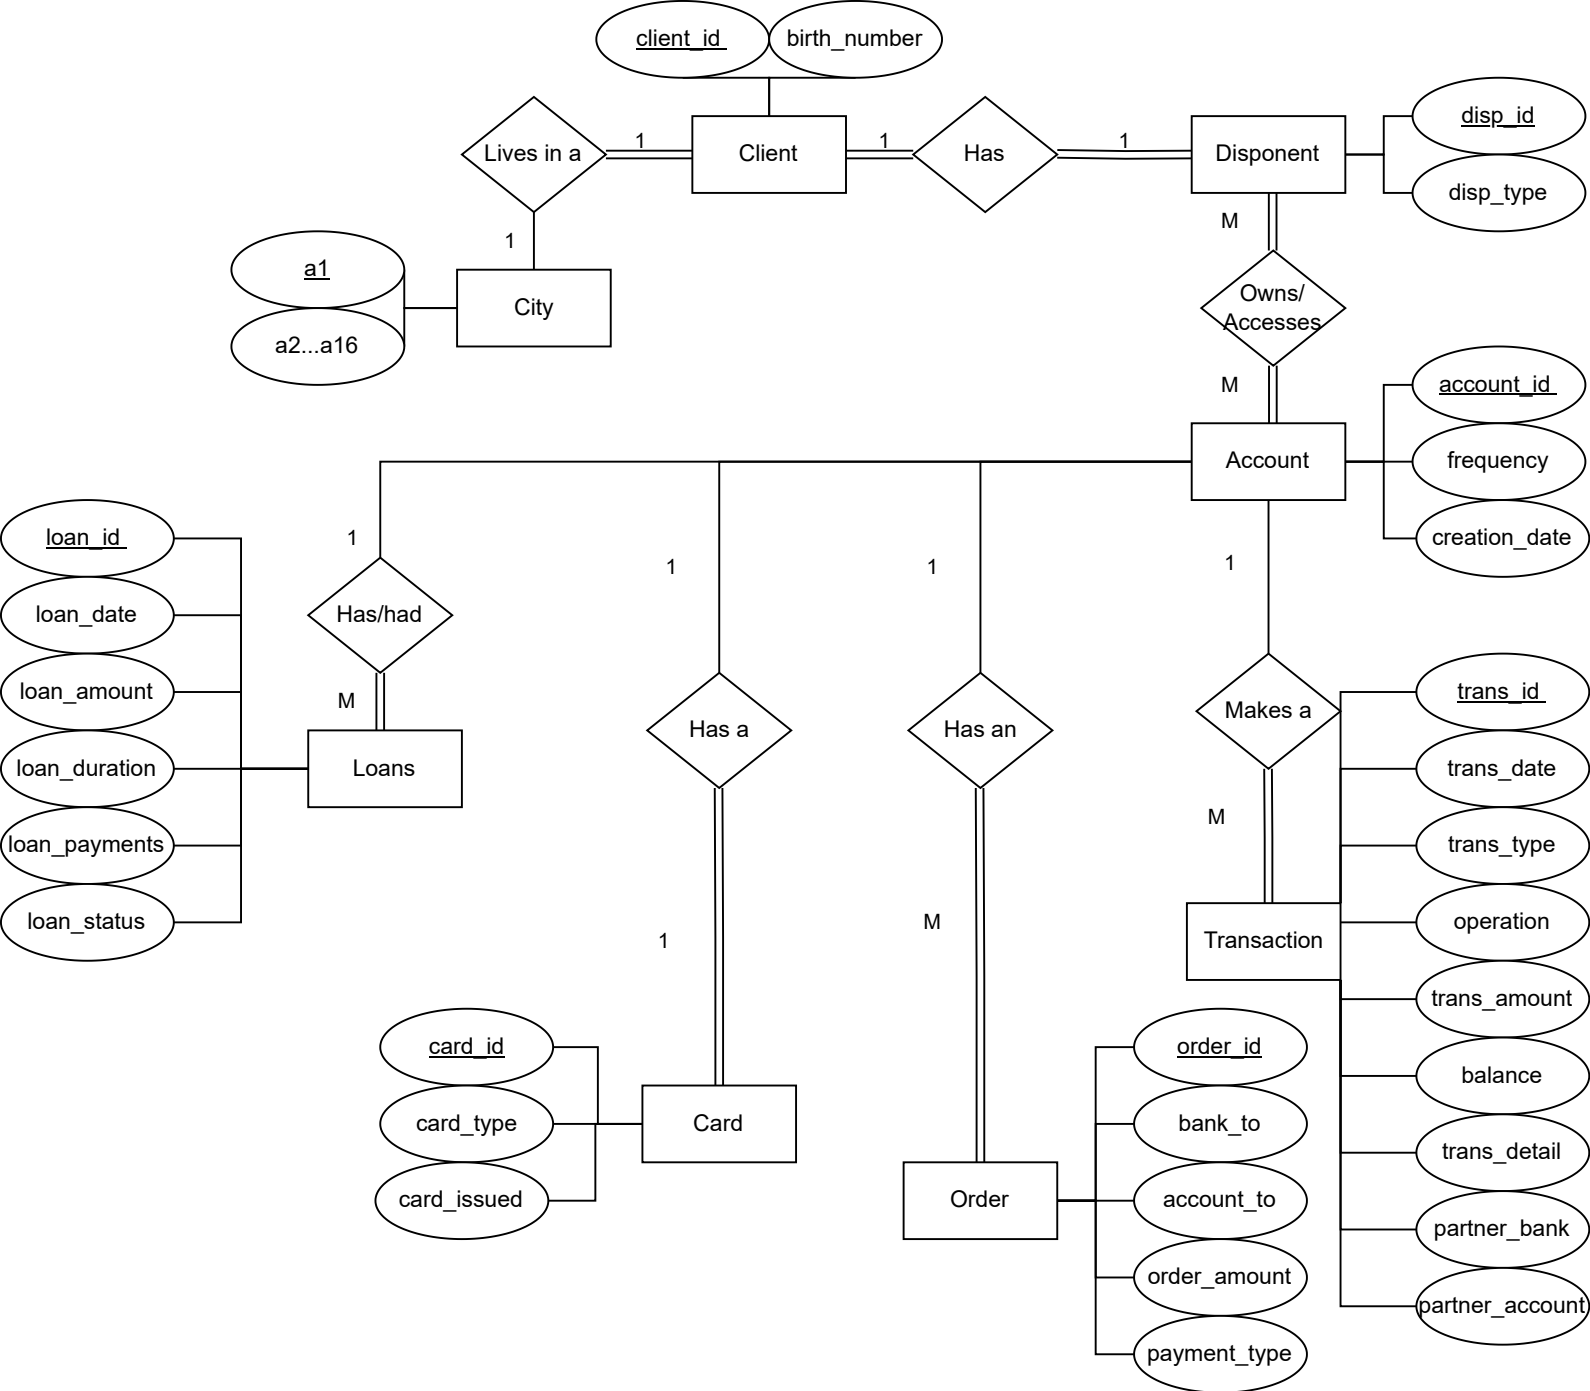 client_id
birth_number
Lives in a
1
Client
1
Has
1
Disponent
disp_id
disp_type
1
M
a1
a2...a16
City
Owns/
Accesses
M
Account
account_id
frequency
creation_date
1
1
1
1
loan_id
loan_date
loan_amount
loan_duration
loan_payments
loan_status
Has/had
M
Loans
Has a
1
Has an
M
Makes a
M
Transaction
trans_id
trans_date
trans_type
operation
trans_amount
balance
trans_detail
partner_bank
partner_account
card_id
card_type
card_issued
Card
Order
order_id
bank_to
account_to
order_amount
payment_type